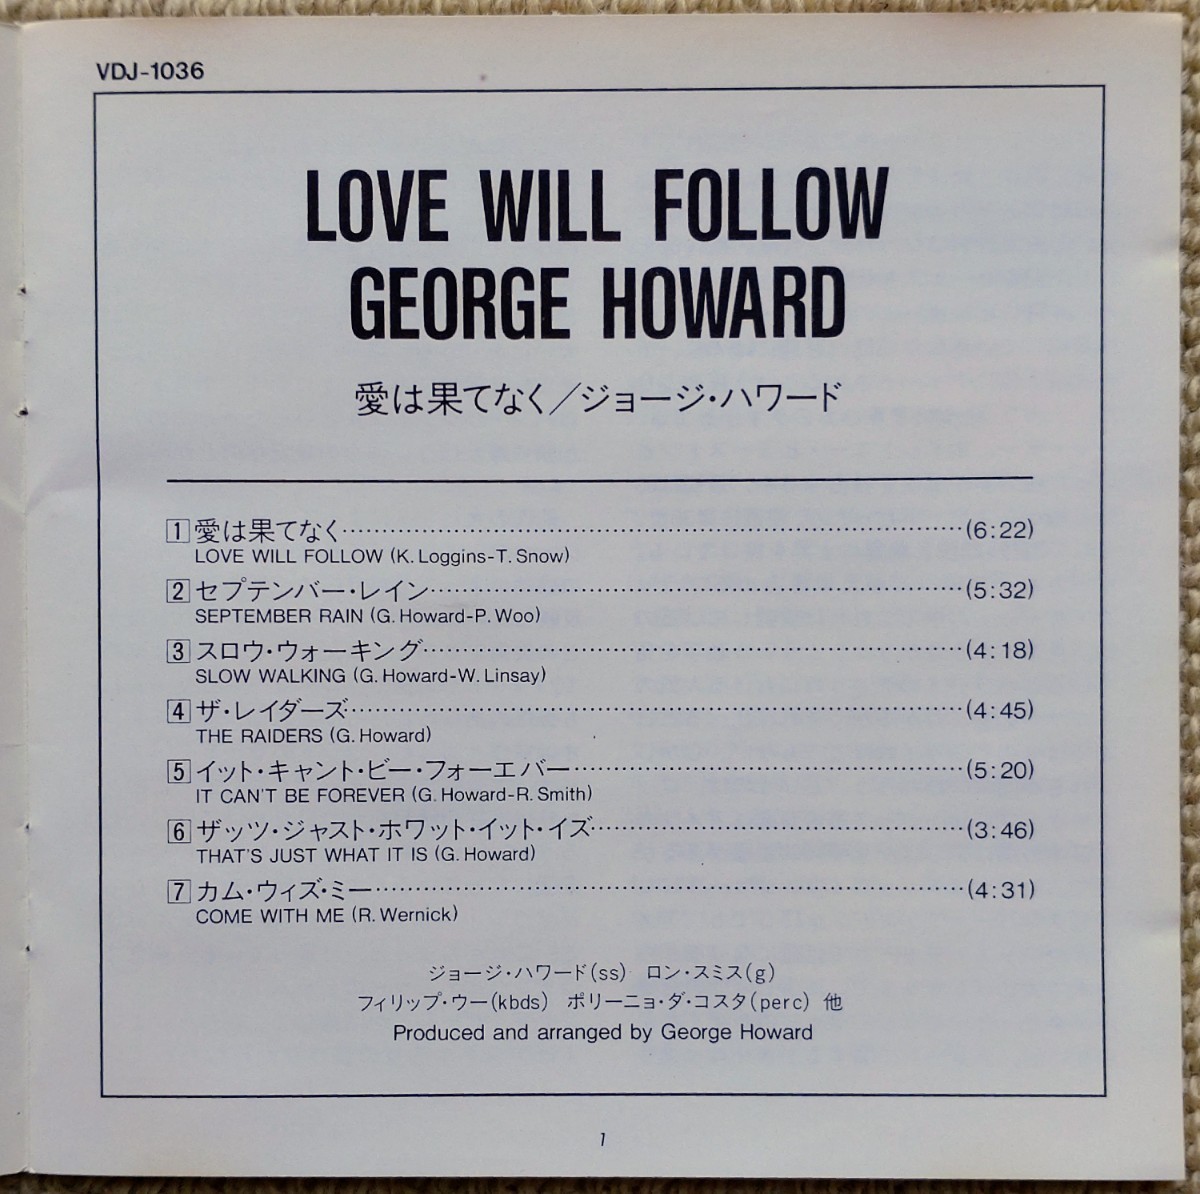 VDJ-1036
LOVE WILL FOLLOW
GEORGE HOWARD
愛は果てなく／ジョージ・ハワード
1 愛は果てなく……(6:22)
LOVE WILL FOLLOW (K. Loggins-T. Snow)
2 セプテンバー・レイン……(5:32)
SEPTEMBER RAIN (G. Howard-P. Woo)
3 スロウ・ウォーキング……(4:18)
SLOW WALKING (G. Howard-W. Linsay)
4 ザ・レイダーズ……(4:45)
THE RAIDERS (G. Howard)
5 イット・キャント・ビー・フォーエバー……(5:20)
IT CAN'T BE FOREVER (G. Howard-R. Smith)
6 ザッツ・ジャスト・ホワット・イット・イズ……(3:46)
THAT'S JUST WHAT IT IS (G. Howard)
7 カム・ウィズ・ミー……(4:31)
COME WITH ME (R. Wernick)
ジョージ・ハワード(ss) ロン・スミス(g)
フィリップ・ウー(kbds) ポリーニョ・ダ・コスタ(perc) 他
Produced and arranged by George Howard
1